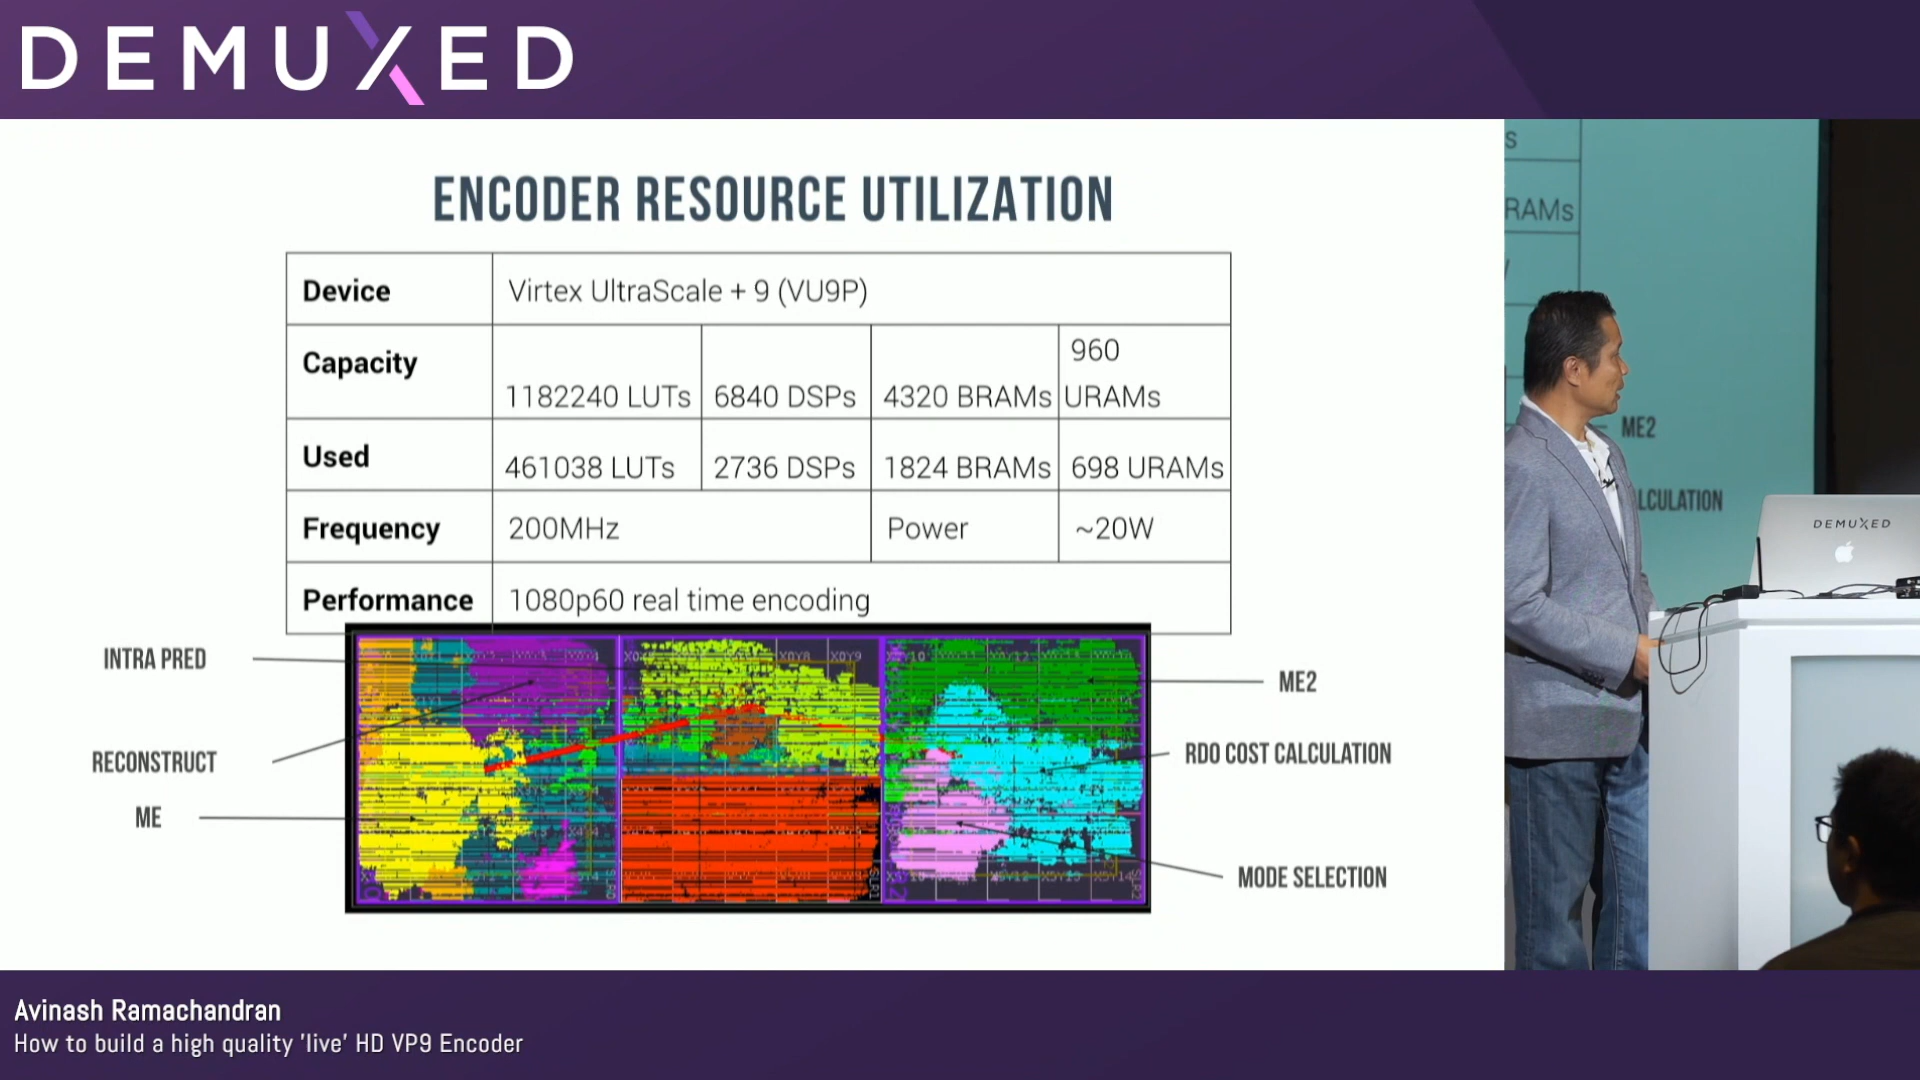 DEMUXED
ENCODER RESOURCE UTILIZATION
Device
Virtex UltraScale + 9 (VU9P)
Capacity
1182240 LUTs
6840 DSPs
4320 BRAMs
960
URAMs
Used
461038 LUTs
2736 DSPs
1824 BRAMs
698 URAMs
Frequency
200MHz
Power
~20W
Performance
1080p60 real time encoding
INTRA PRED
RECONSTRUCT
ME
ME2
RDO COST CALCULATION
MODE SELECTION
X0Y8
X0Y9
SLR1
S
RAMs
ME2
LCULATION
DEMUXED
Avinash Ramachandran
How to build a high quality 'live' HD VP9 Encoder